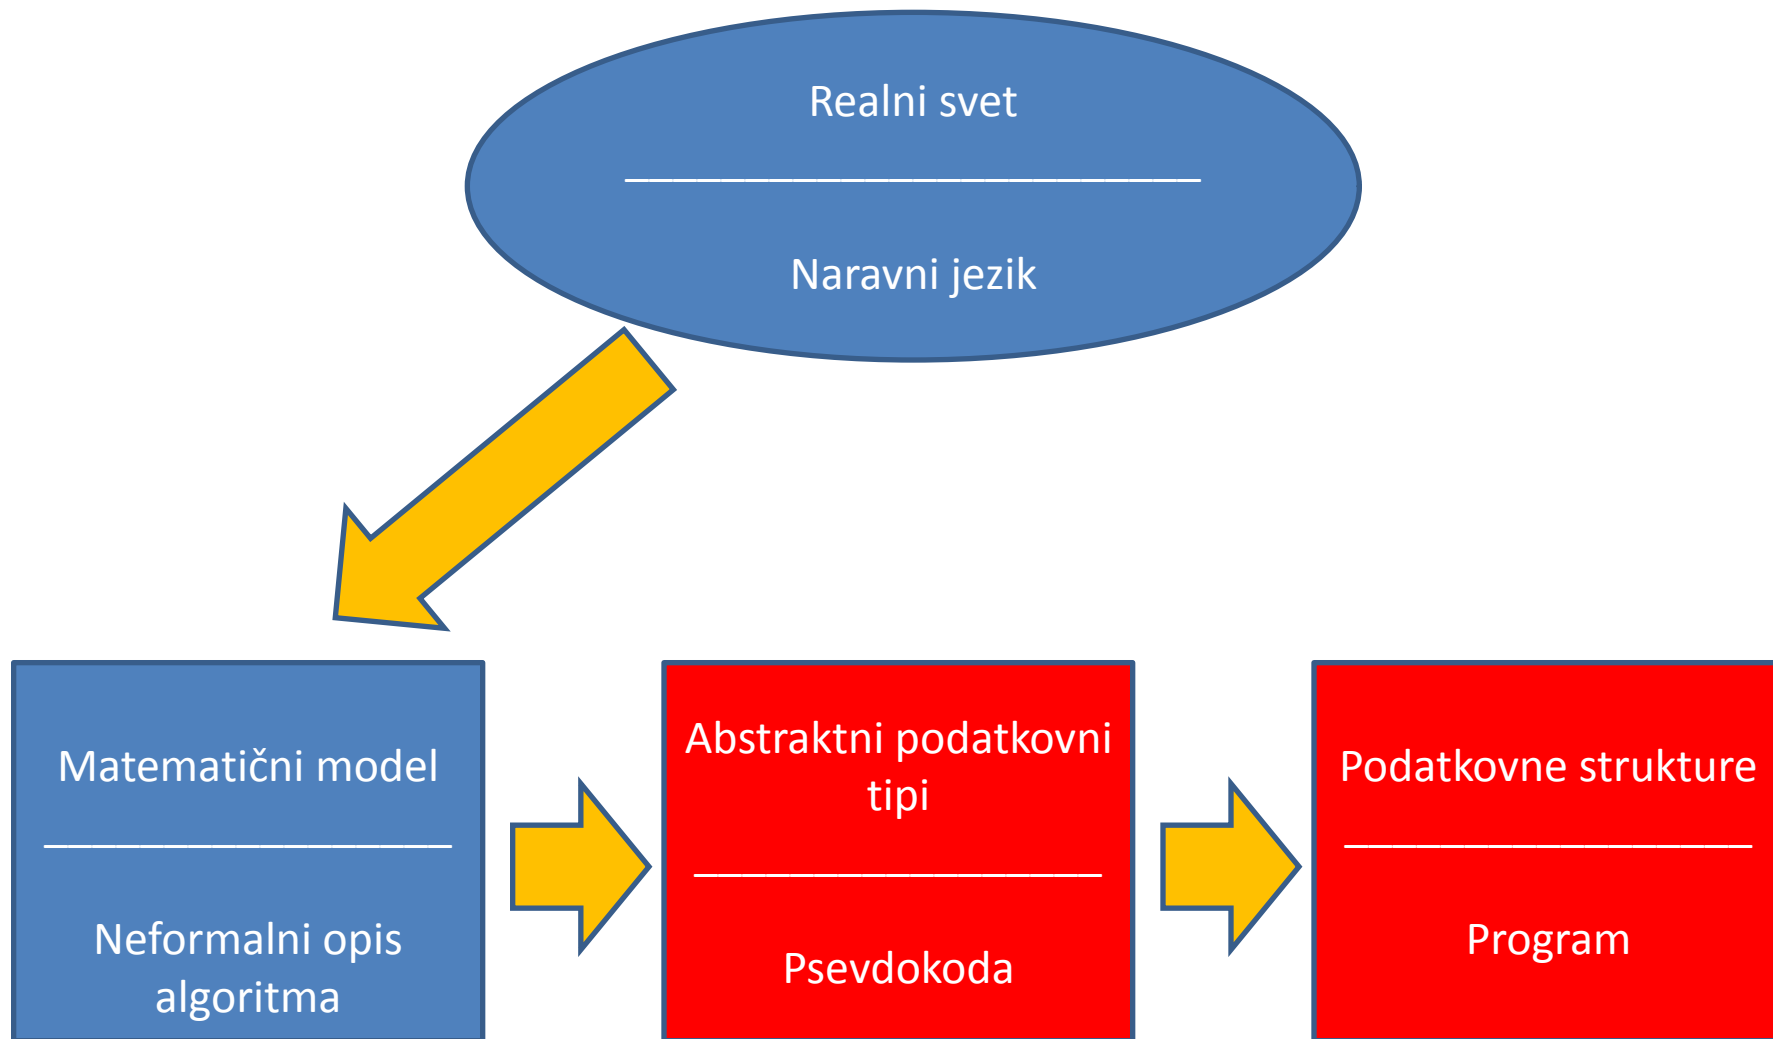 Realni svet
Naravni jezik
Matematični model
Neformalni opis
algoritma
Abstraktni podatkovni
tipi
Psevdokoda
Podatkovne strukture
Program